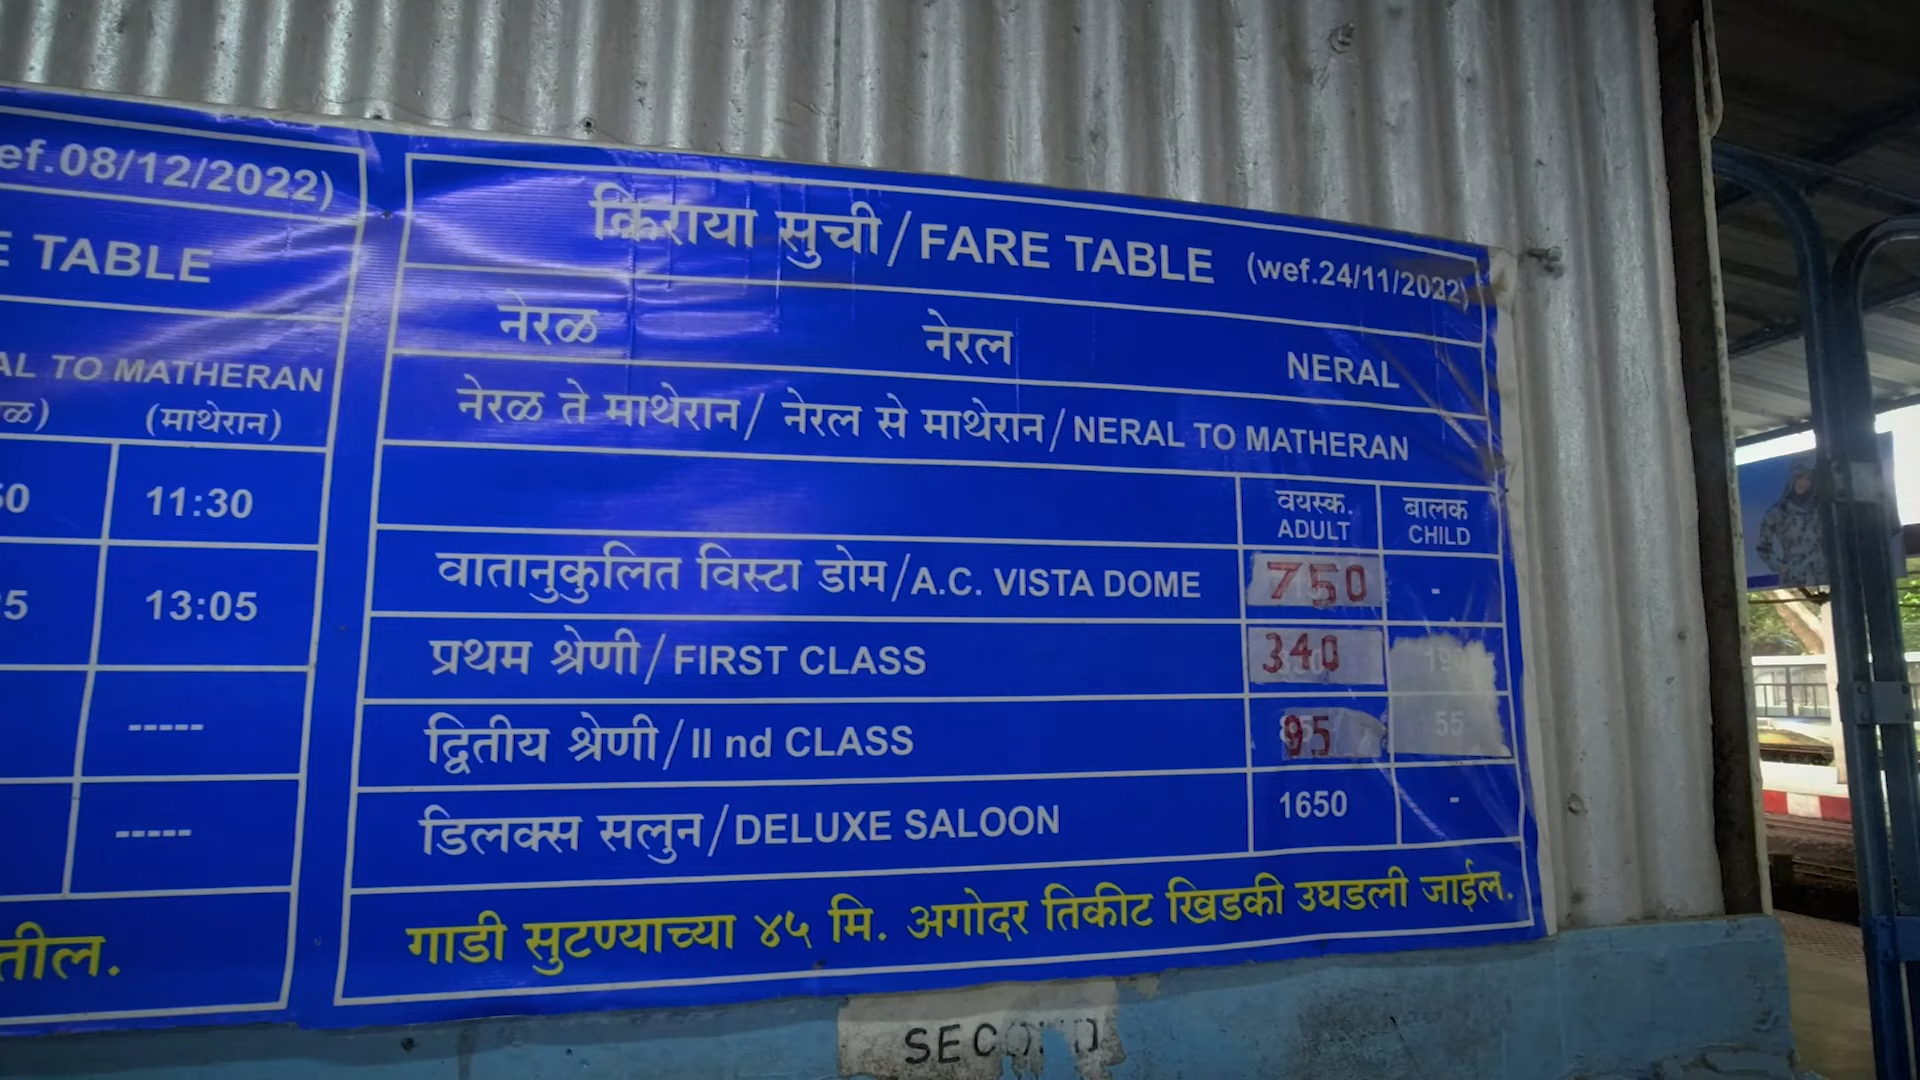 ef.08/12/2022)
E TABLE
AL TO MATHERAN
ळ) (माथेरान)
50 11:30
5 13:05
-----
-----
तील.
किराया सुची/FARE TABLE (wef.24/11/2022)
नेरळ नेरल NERAL
नेरळ ते माथेरान/ नेरल से माथेरान/NERAL TO MATHERAN
वयस्क. बालक
ADULT CHILD
वातानुकुलित विस्टा डोम/A.C. VISTA DOME 750 -
प्रथम श्रेणी/FIRST CLASS 340 190
द्वितीय श्रेणी/II nd CLASS 95 55
डिलक्स सलुन/DELUXE SALOON 1650 -
गाडी सुटण्याच्या ४५ मि. अगोदर तिकीट खिडकी उघडली जाईल.
SECOND